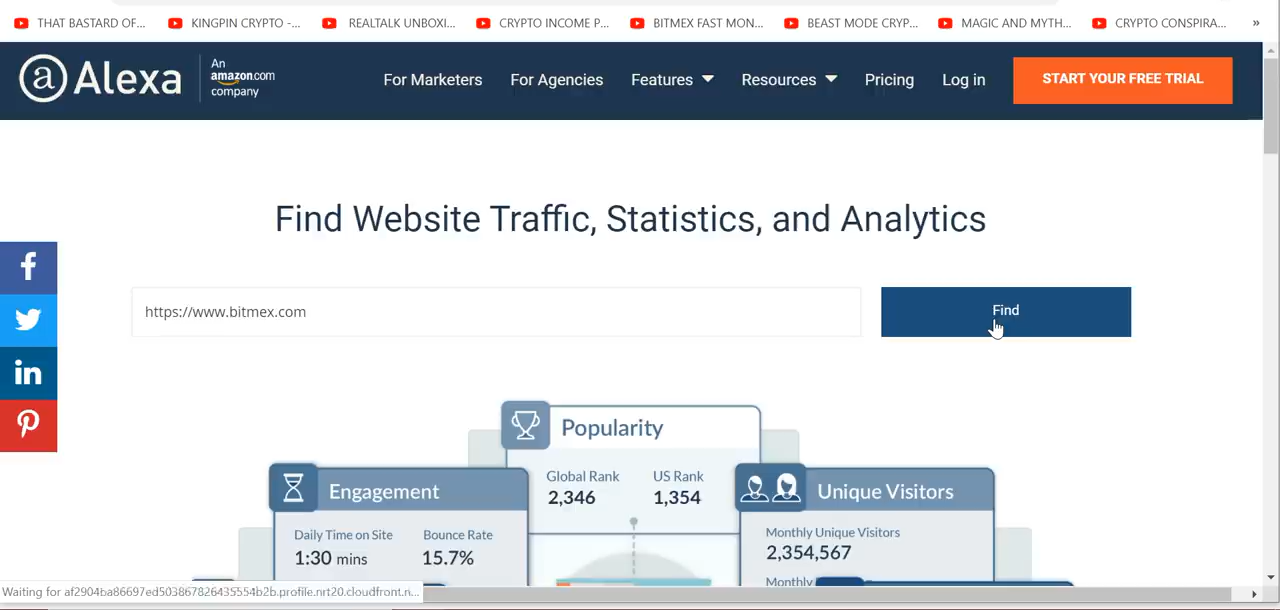 THAT BASTARD OF... KINGPIN CRYPTO -... REALTALK UNBOXI... CRYPTO INCOME P... BITMEX FAST MON... BEAST MODE CRYP... MAGIC AND MYTH... CRYPTO CONSPIRA... »
Alexa An amazon.com company For Marketers For Agencies Features Resources Pricing Log in START YOUR FREE TRIAL
Find Website Traffic, Statistics, and Analytics
https://www.bitmex.com Find
Popularity
Global Rank US Rank
2,346 1,354
Engagement
Daily Time on Site Bounce Rate
1:30 mins 15.7%
Unique Visitors
Monthly Unique Visitors
2,354,567
Monthly
Waiting for af2904ba86697ed503867826435554b2b.profile.nrt20.cloudfront.n...